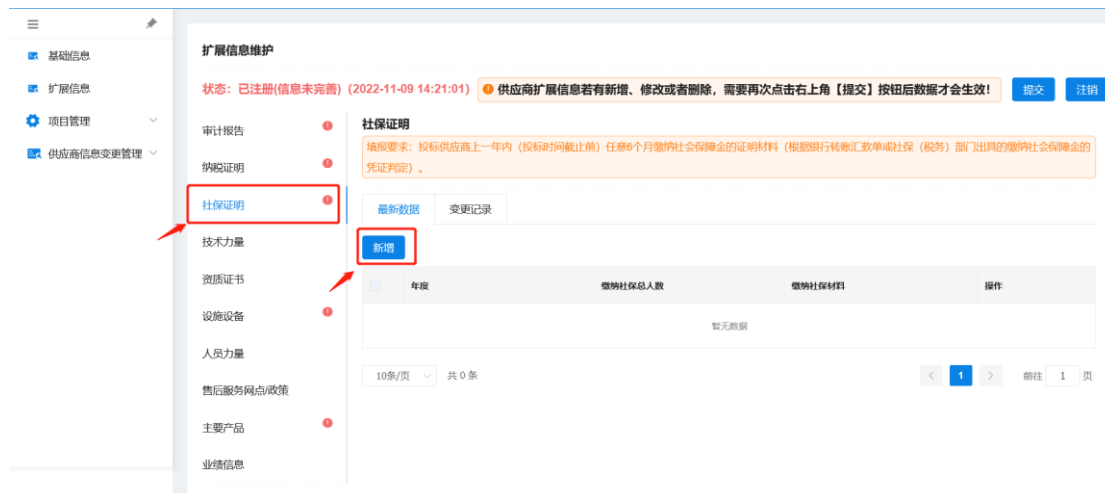 基础信息
扩展信息
项目管理
供应商信息变更管理
扩展信息维护
状态：已注册(信息未完善) (2022-11-09 14:21:01) 供应商扩展信息若有新增、修改或者删除，需要再次点击右上角【提交】按钮后数据才会生效！ 提交 注销
审计报告
纳税证明
社保证明
技术力量
资质证书
设施设备
人员力量
售后服务网点/政策
主要产品
业绩信息
社保证明
填报要求：投标供应商上一年内（投标时间截止前）任意6个月缴纳社会保障金的证明材料（根据银行转账汇款单或社保（税务）部门出具的缴纳社会保障金的
凭证判定）。
最新数据 变更记录
新增
年度 缴纳社保总人数 缴纳社保材料 操作
暂无数据
10条/页 共 0 条 1 前往 1 页